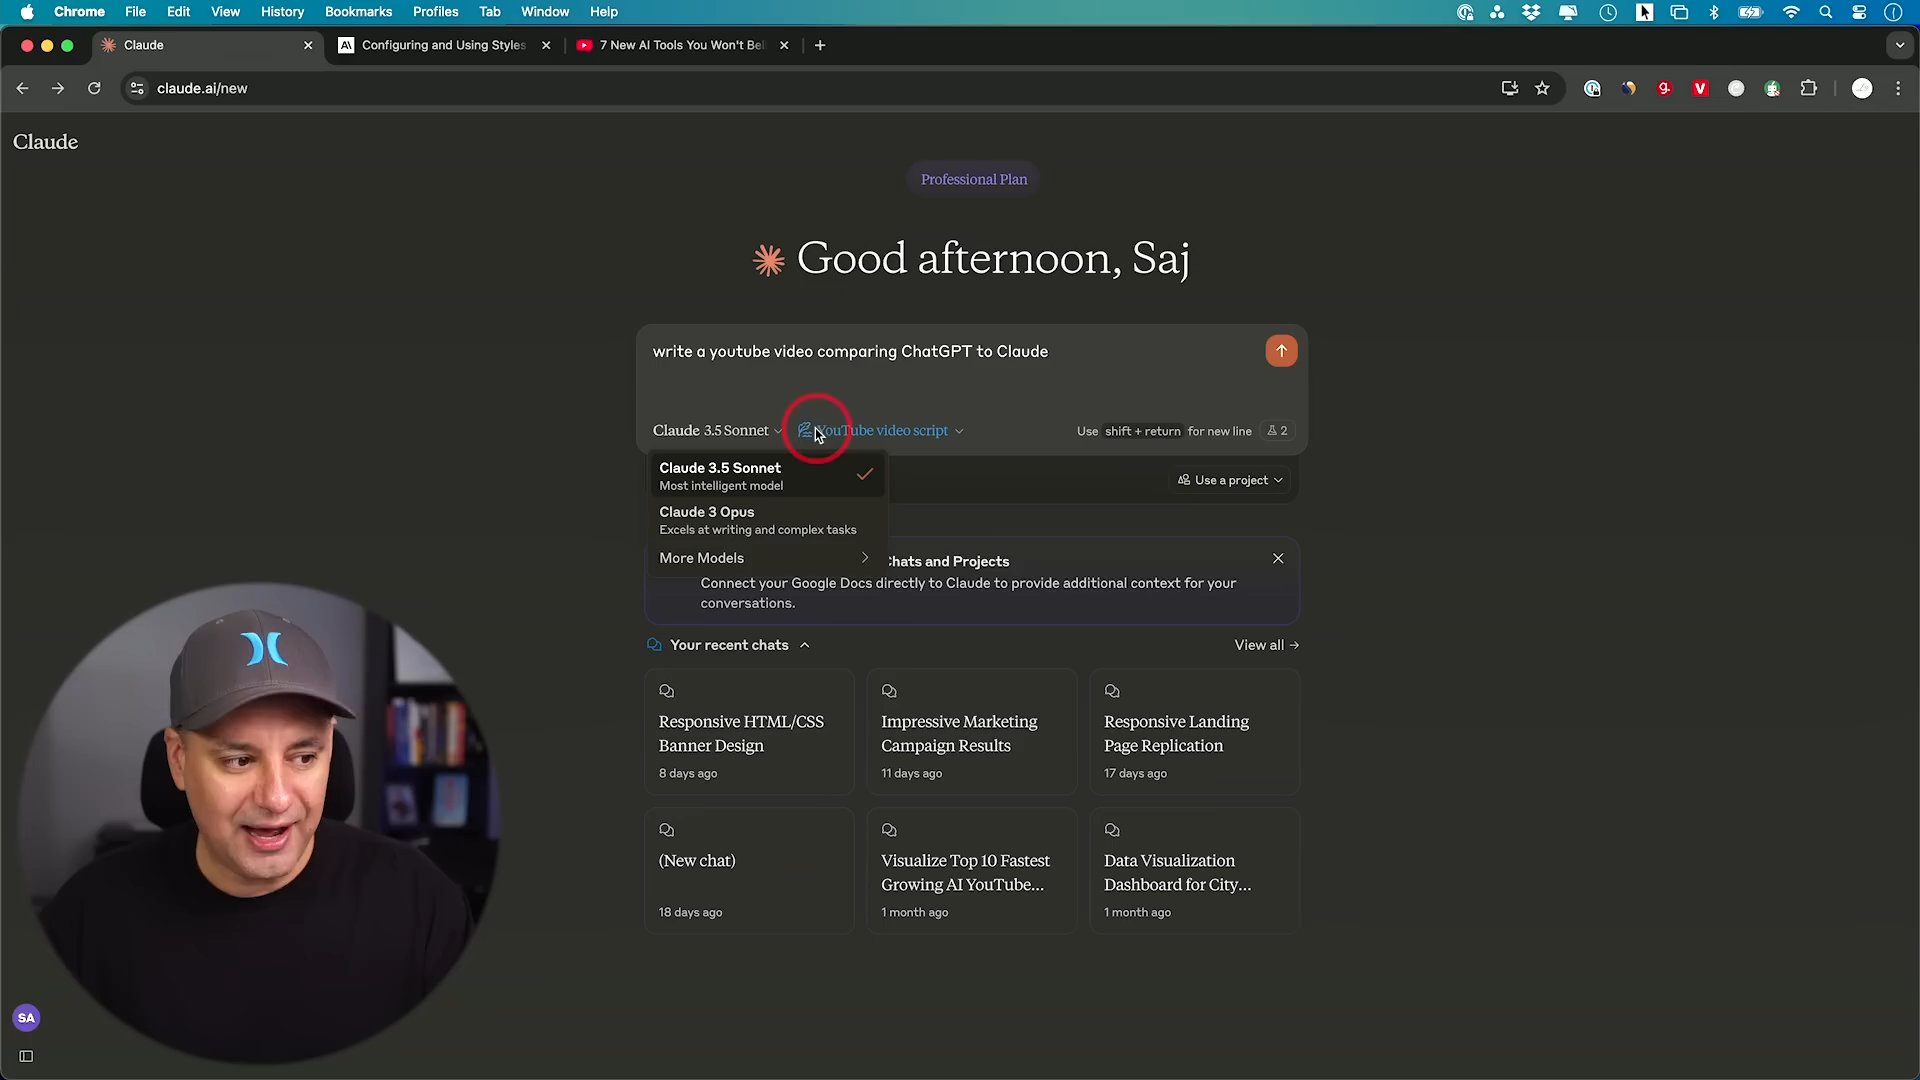 Chrome File Edit View History Bookmarks Profiles Tab Window Help
Claude Configuring and Using Styles 7 New AI Tools You Won't Bel
claude.ai/new
Claude
Professional Plan
Good afternoon, Saj
write a youtube video comparing ChatGPT to Claude
Claude 3.5 Sonnet YouTube video script Use shift + return for new line 2
Claude 3.5 Sonnet
Most intelligent model
Use a project
Claude 3 Opus
Excels at writing and complex tasks
More Models
Chats and Projects
Connect your Google Docs directly to Claude to provide additional context for your
conversations.
Your recent chats View all →
Responsive HTML/CSS
Banner Design
8 days ago
Impressive Marketing
Campaign Results
11 days ago
Responsive Landing
Page Replication
17 days ago
(New chat)
18 days ago
Visualize Top 10 Fastest
Growing AI YouTube...
1 month ago
Data Visualization
Dashboard for City...
1 month ago
SA